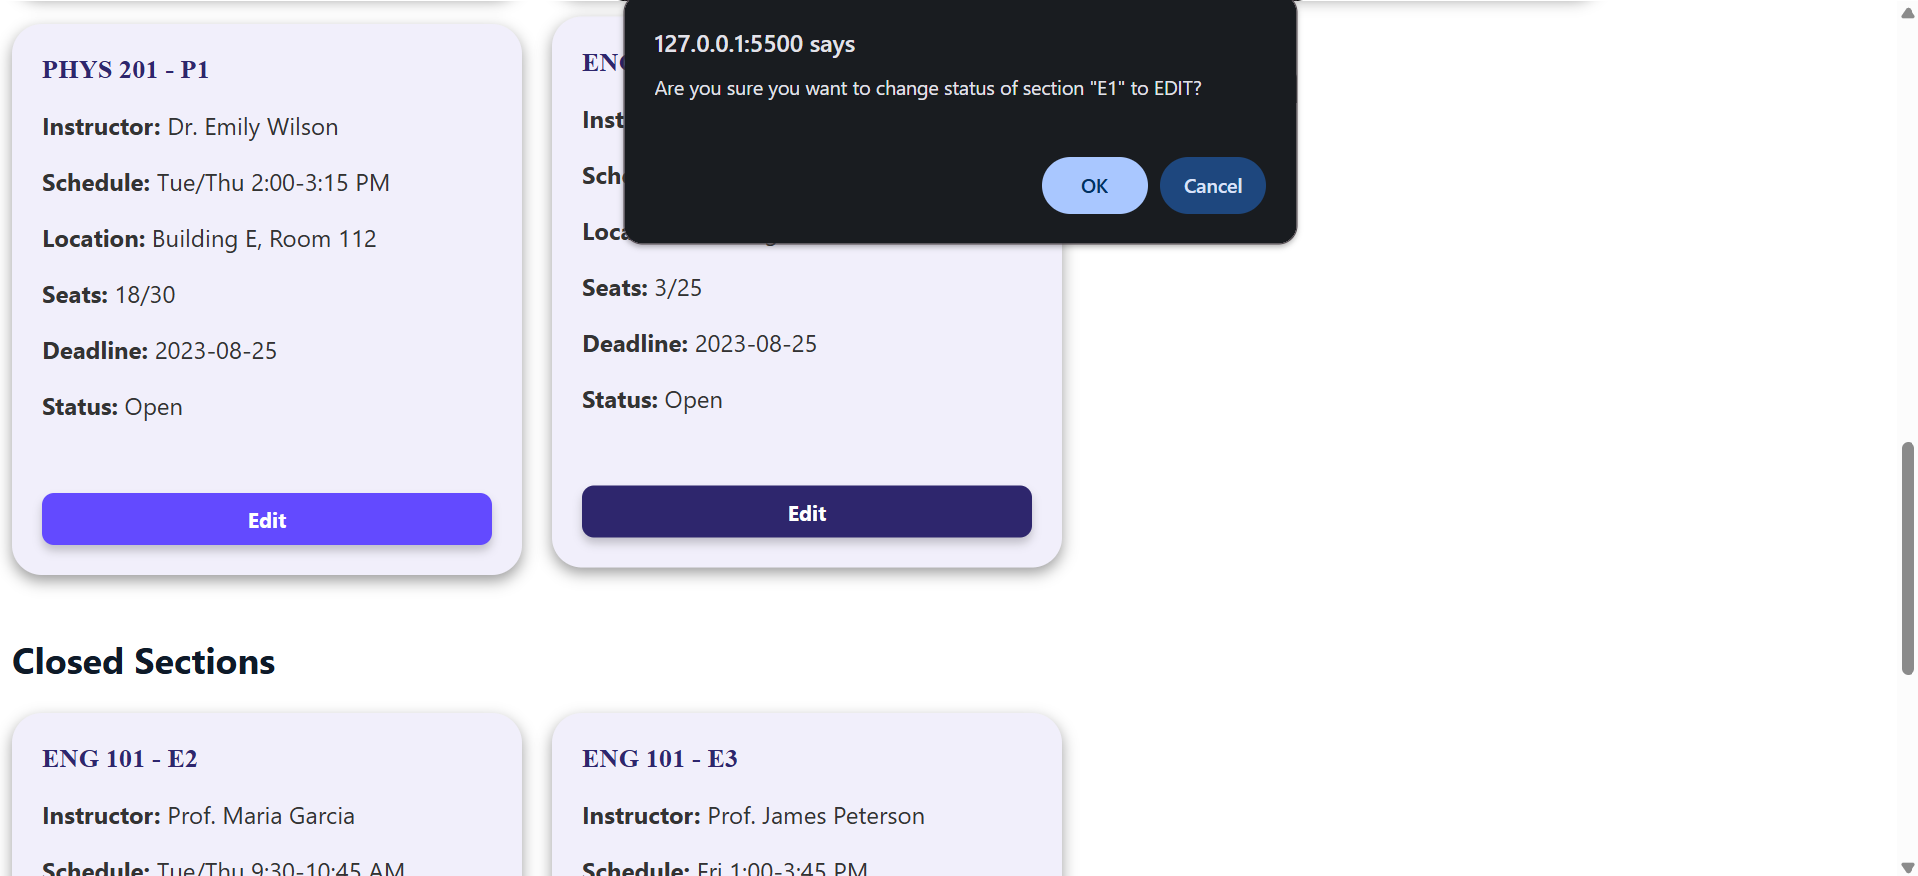 127.0.0.1:5500 says
Are you sure you want to change status of section "E1" to EDIT?
OK
Cancel
PHYS 201 - P1
Instructor: Dr. Emily Wilson
Schedule: Tue/Thu 2:00-3:15 PM
Location: Building E, Room 112
Seats: 18/30
Deadline: 2023-08-25
Status: Open
Edit
Seats: 3/25
Deadline: 2023-08-25
Status: Open
Edit
Closed Sections
ENG 101 - E2
Instructor: Prof. Maria Garcia
Schedule: Tue/Thu 9:30-10:45 AM
ENG 101 - E3
Instructor: Prof. James Peterson
Schedule: Fri 1:00-3:45 PM